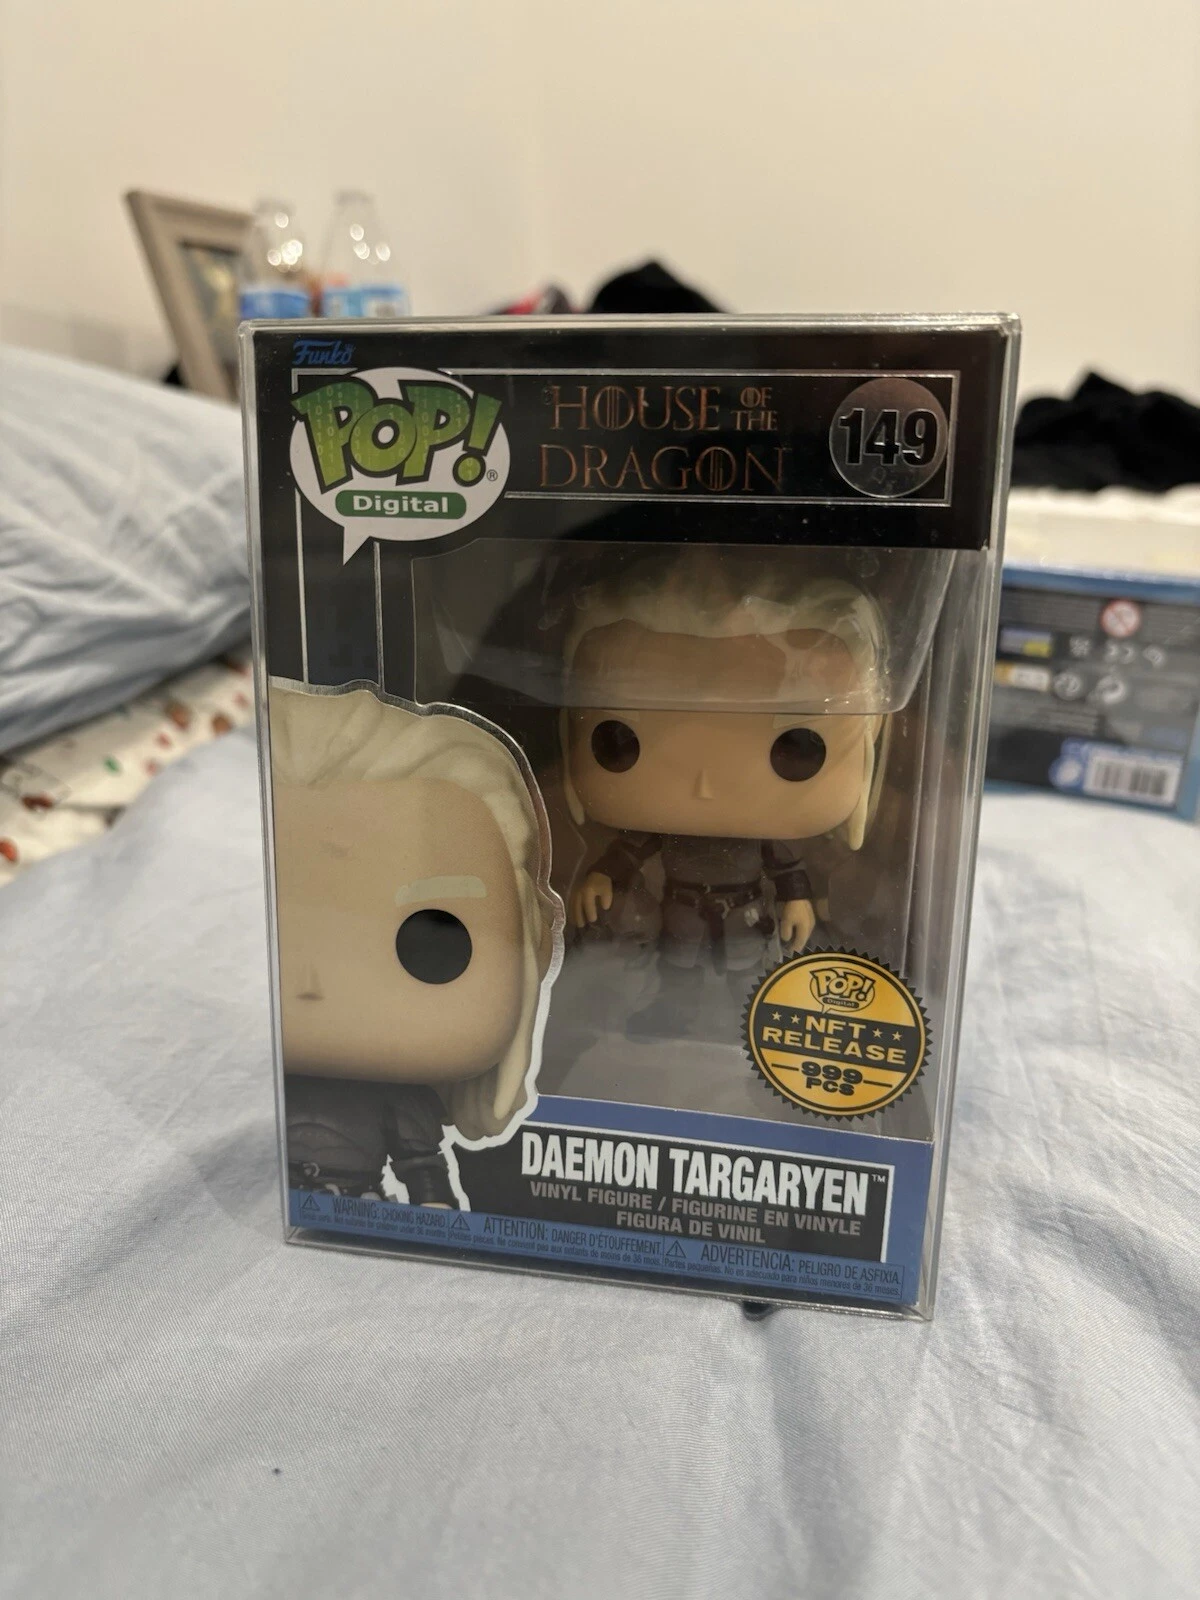 Funko
POP!
Digital
HOUSE OF THE
DRAGON
149
POP!
Digital
NFT
RELEASE
999
PCS
DAEMON TARGARYEN™
VINYL FIGURE / FIGURINE EN VINYLE
FIGURA DE VINIL
WARNING: CHOKING HAZARD
ATTENTION: DANGER D'ÉTOUFFEMENT
ADVERTENCIA: PELIGRO DE ASFIXIA.